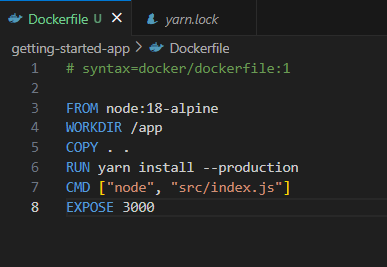 Dockerfile U yarn.lock
getting-started-app > Dockerfile
1 # syntax=docker/dockerfile:1
2
3 FROM node:18-alpine
4 WORKDIR /app
5 COPY . .
6 RUN yarn install --production
7 CMD ["node", "src/index.js"]
8 EXPOSE 3000